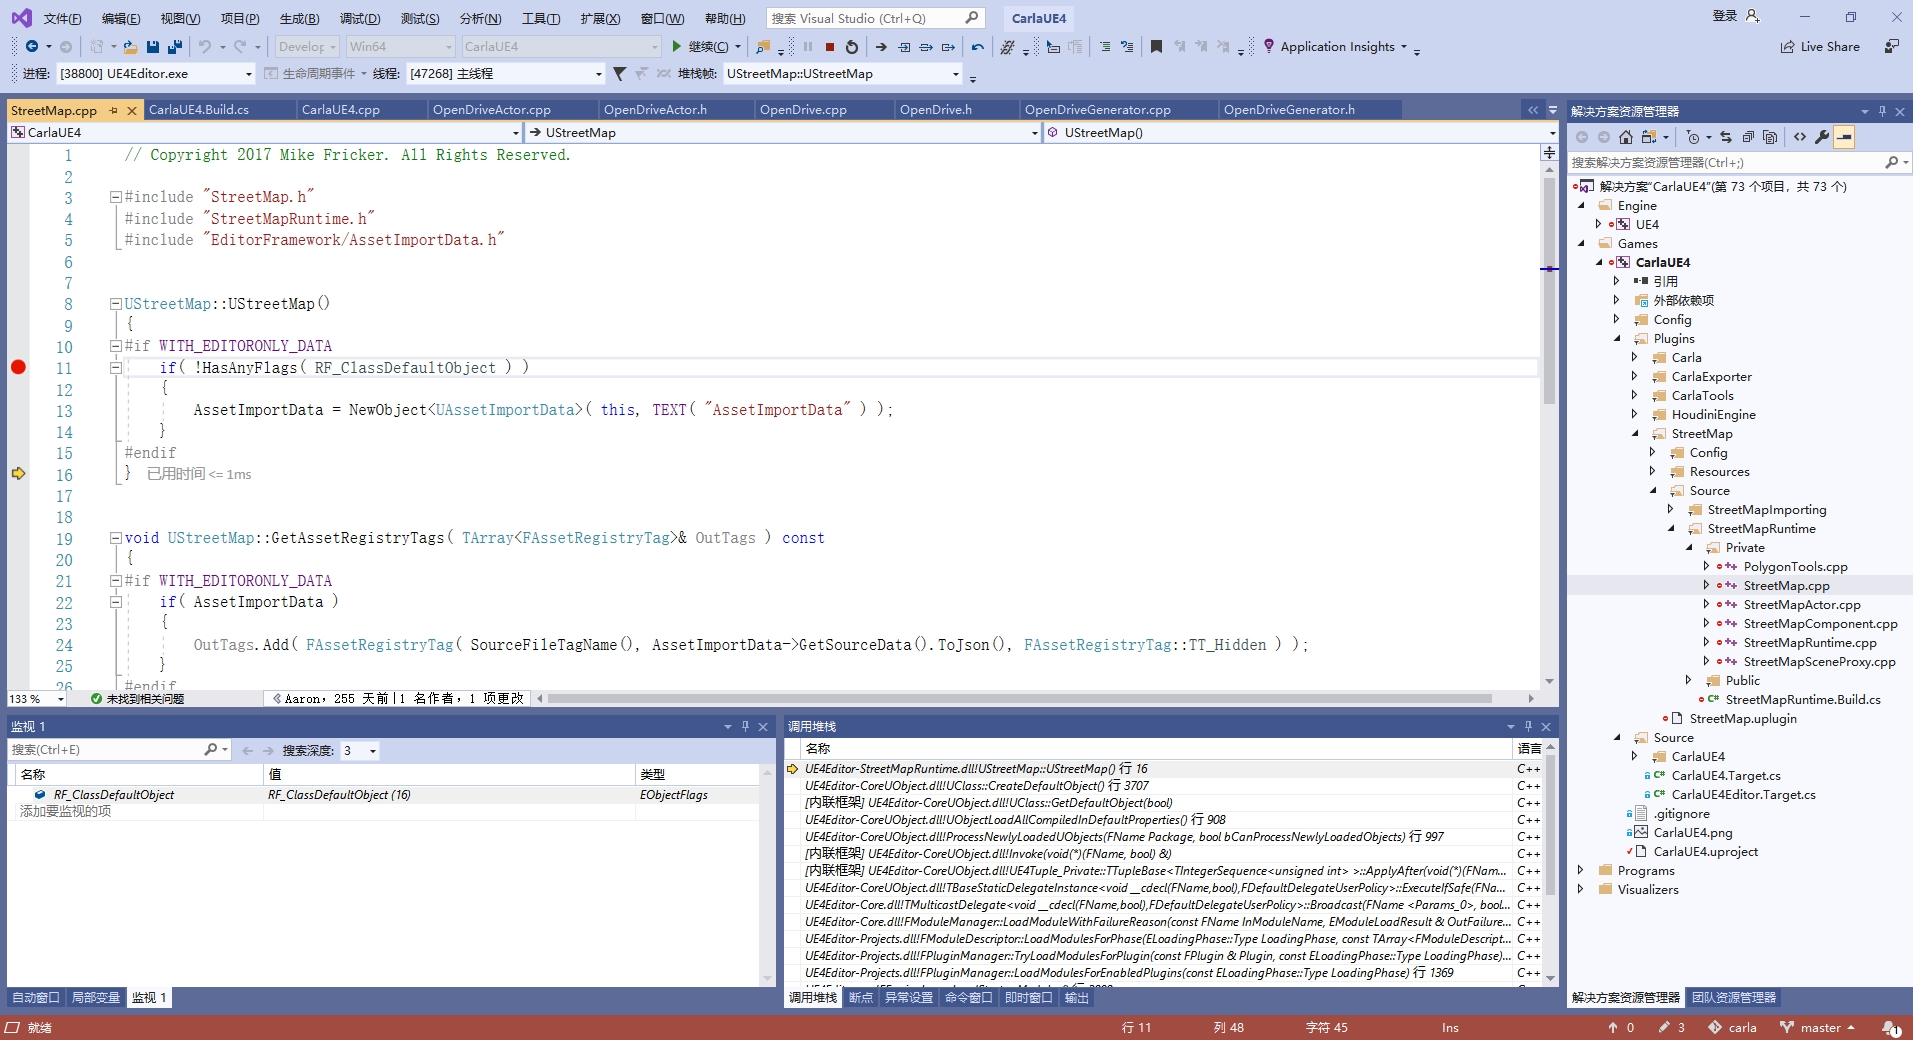 文件(F) 编辑(E) 视图(V) 项目(P) 生成(B) 调试(D) 测试(S) 分析(N) 工具(T) 扩展(X) 窗口(W) 帮助(H) 搜索 Visual Studio (Ctrl+Q) CarlaUE4 登录
Develop Win64 CarlaUE4 继续(C) Application Insights Live Share
进程: [38800] UE4Editor.exe 生命周期事件 线程: [47268] 主线程 堆栈帧: UStreetMap::UStreetMap
StreetMap.cpp CarlaUE4.Build.cs CarlaUE4.cpp OpenDriveActor.cpp OpenDriveActor.h OpenDrive.cpp OpenDrive.h OpenDriveGenerator.cpp OpenDriveGenerator.h
CarlaUE4 UStreetMap UStreetMap()
1 // Copyright 2017 Mike Fricker. All Rights Reserved.
2
3 #include "StreetMap.h"
4 #include "StreetMapRuntime.h"
5 #include "EditorFramework/AssetImportData.h"
6
7
8 UStreetMap::UStreetMap()
9 {
10 #if WITH_EDITORONLY_DATA
11 if( !HasAnyFlags( RF_ClassDefaultObject ) )
12 {
13 AssetImportData = NewObject<UAssetImportData>( this, TEXT( "AssetImportData" ) );
14 }
15 #endif
16 } 已用时间 <= 1ms
17
18
19 void UStreetMap::GetAssetRegistryTags( TArray<FAssetRegistryTag>& OutTags ) const
20 {
21 #if WITH_EDITORONLY_DATA
22 if( AssetImportData )
23 {
24 OutTags.Add( FAssetRegistryTag( SourceFileTagName(), AssetImportData->GetSourceData().ToJson(), FAssetRegistryTag::TT_Hidden ) );
25 }
26 #endif
133 % 未找到相关问题 Aaron，255 天前 | 1 名作者，1 项更改
监视 1
搜索(Ctrl+E) 搜索深度: 3
名称 值 类型
RF_ClassDefaultObject RF_ClassDefaultObject (16) EObjectFlags
添加要监视的项
自动窗口 局部变量 监视 1
调用堆栈
名称 语言
UE4Editor-StreetMapRuntime.dll!UStreetMap::UStreetMap() 行 16 C++
UE4Editor-CoreUObject.dll!UClass::CreateDefaultObject() 行 3707 C++
[内联框架] UE4Editor-CoreUObject.dll!UClass::GetDefaultObject(bool) C++
UE4Editor-CoreUObject.dll!UObjectLoadAllCompiledInDefaultProperties() 行 908 C++
UE4Editor-CoreUObject.dll!ProcessNewlyLoadedUObjects(FName Package, bool bCanProcessNewlyLoadedObjects) 行 997 C++
[内联框架] UE4Editor-CoreUObject.dll!Invoke(void(*)(FName, bool) &) C++
[内联框架] UE4Editor-CoreUObject.dll!UE4Tuple_Private::TTupleBase<TIntegerSequence<unsigned int> >::ApplyAfter(void(*)(FNam... C++
UE4Editor-CoreUObject.dll!TBaseStaticDelegateInstance<void __cdecl(FName,bool),FDefaultDelegateUserPolicy>::ExecuteIfSafe(FNa... C++
UE4Editor-Core.dll!TMulticastDelegate<void __cdecl(FName,bool),FDefaultDelegateUserPolicy>::Broadcast(FName <Params_0>, bool... C++
UE4Editor-Core.dll!FModuleManager::LoadModuleWithFailureReason(const FName InModuleName, EModuleLoadResult & OutFailure... C++
UE4Editor-Projects.dll!FModuleDescriptor::LoadModulesForPhase(ELoadingPhase::Type LoadingPhase, const TArray<FModuleDescript... C++
UE4Editor-Projects.dll!FPluginManager::TryLoadModulesForPlugin(const FPlugin & Plugin, const ELoadingPhase::Type LoadingPhase)... C++
UE4Editor-Projects.dll!FPluginManager::LoadModulesForEnabledPlugins(const ELoadingPhase::Type LoadingPhase) 行 1369 C++
调用堆栈 断点 异常设置 命令窗口 即时窗口 输出
解决方案资源管理器
搜索解决方案资源管理器(Ctrl+;)
解决方案"CarlaUE4"(第 73 个项目，共 73 个)
Engine
UE4
Games
CarlaUE4
引用
外部依赖项
Config
Plugins
Carla
CarlaExporter
CarlaTools
HoudiniEngine
StreetMap
Config
Resources
Source
StreetMapImporting
StreetMapRuntime
Private
PolygonTools.cpp
StreetMap.cpp
StreetMapActor.cpp
StreetMapComponent.cpp
StreetMapRuntime.cpp
StreetMapSceneProxy.cpp
Public
StreetMapRuntime.Build.cs
StreetMap.uplugin
Source
CarlaUE4
CarlaUE4.Target.cs
CarlaUE4Editor.Target.cs
.gitignore
CarlaUE4.png
CarlaUE4.uproject
Programs
Visualizers
解决方案资源管理器 团队资源管理器
就绪 行 11 列 48 字符 45 Ins 0 3 carla master 1